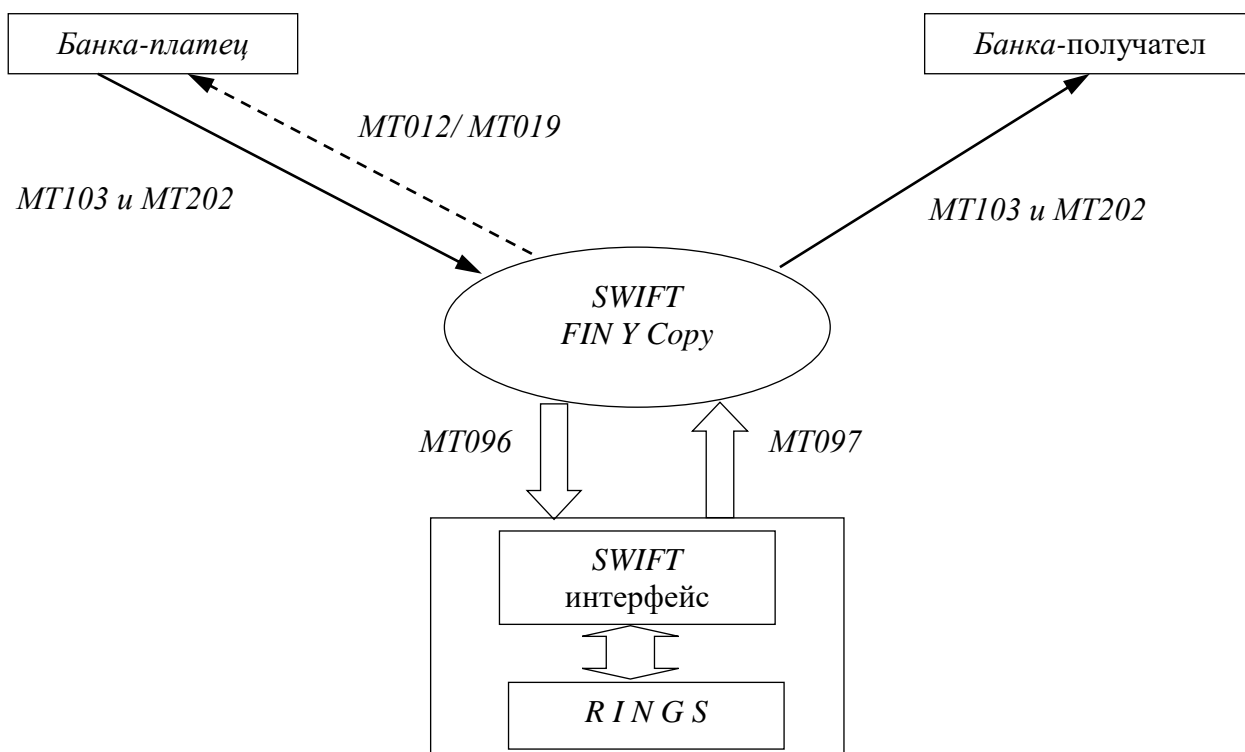 Банка-платец
Банка-получател
MT012/ MT019
MT103 и MT202
MT103 и MT202
SWIFT
FIN Y Copy
MT096
MT097
SWIFT
интерфейс
R I N G S